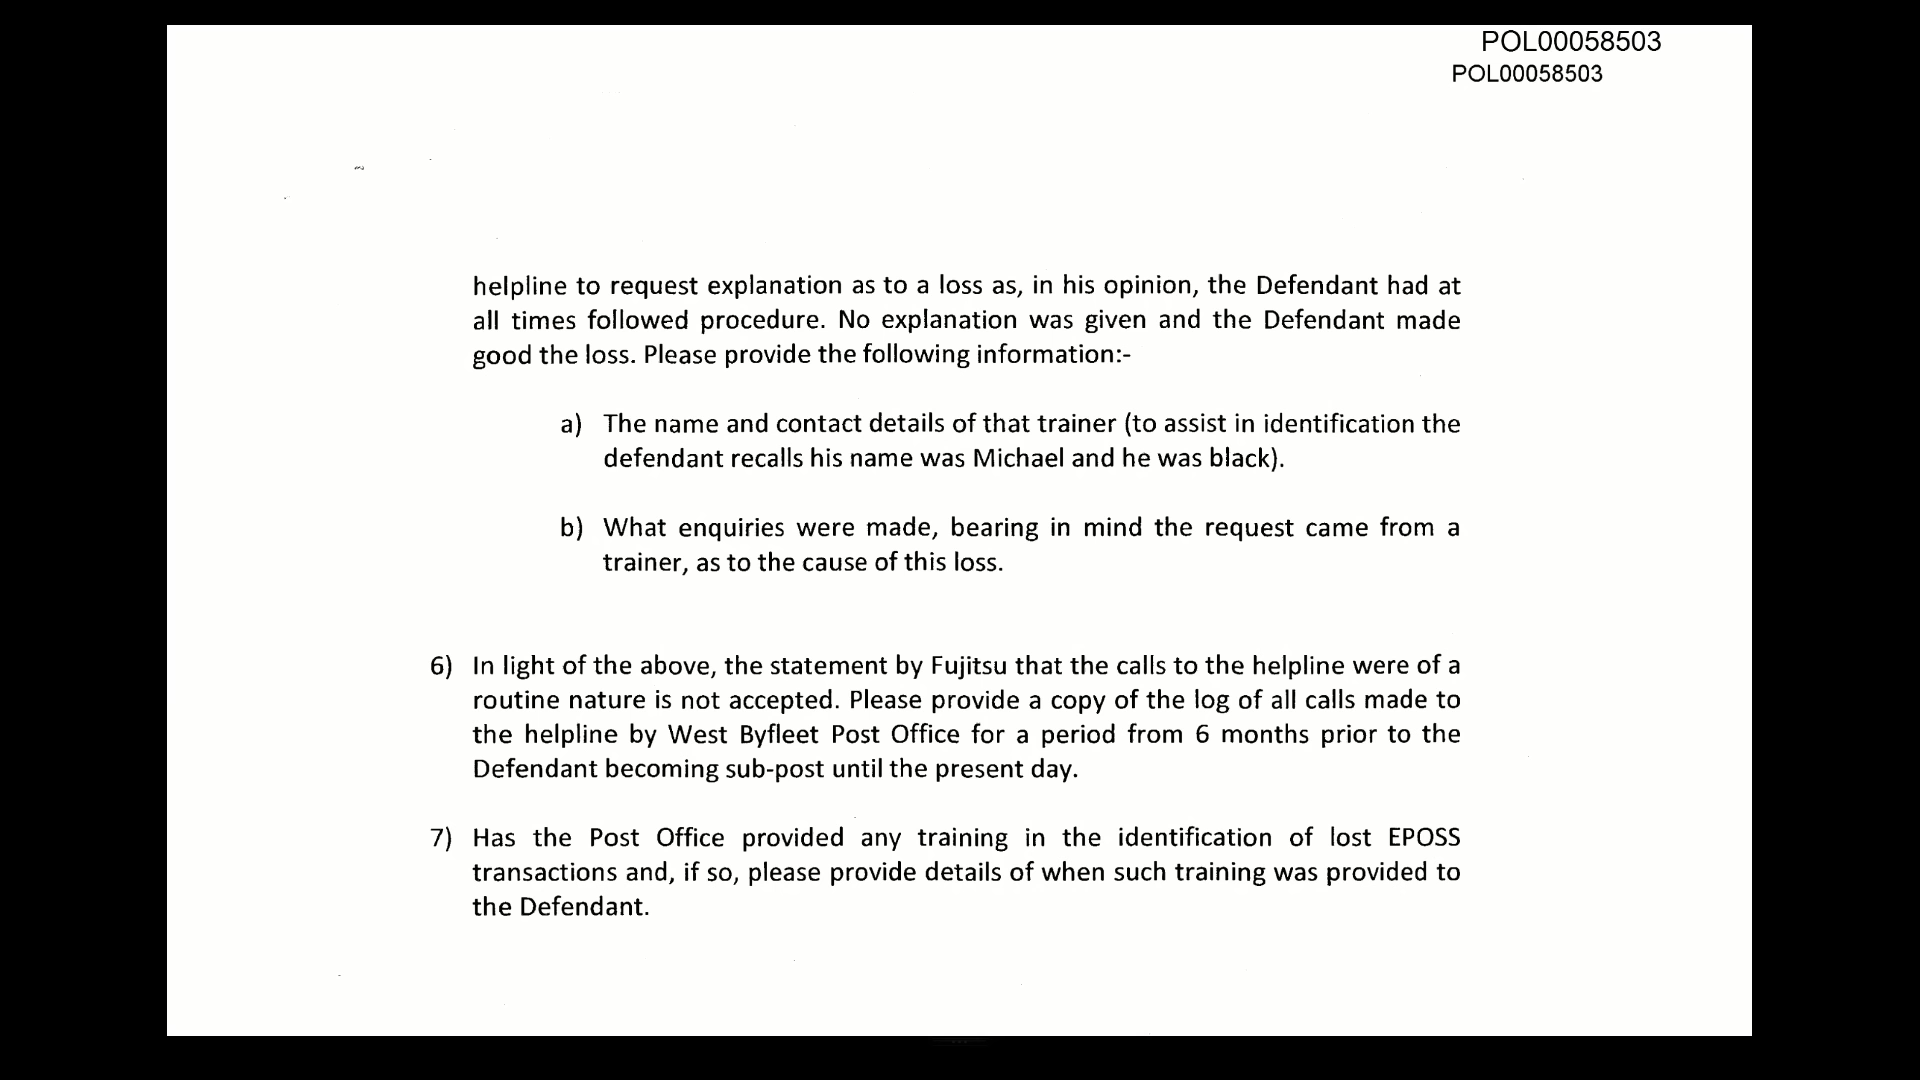 POL00058503
POL00058503
helpline to request explanation as to a loss as, in his opinion, the Defendant had at
all times followed procedure. No explanation was given and the Defendant made
good the loss. Please provide the following information:-
a) The name and contact details of that trainer (to assist in identification the
defendant recalls his name was Michael and he was black).
b) What enquiries were made, bearing in mind the request came from a
trainer, as to the cause of this loss.
6) In light of the above, the statement by Fujitsu that the calls to the helpline were of a
routine nature is not accepted. Please provide a copy of the log of all calls made to
the helpline by West Byfleet Post Office for a period from 6 months prior to the
Defendant becoming sub-post until the present day.
7) Has the Post Office provided any training in the identification of lost EPOSS
transactions and, if so, please provide details of when such training was provided to
the Defendant.